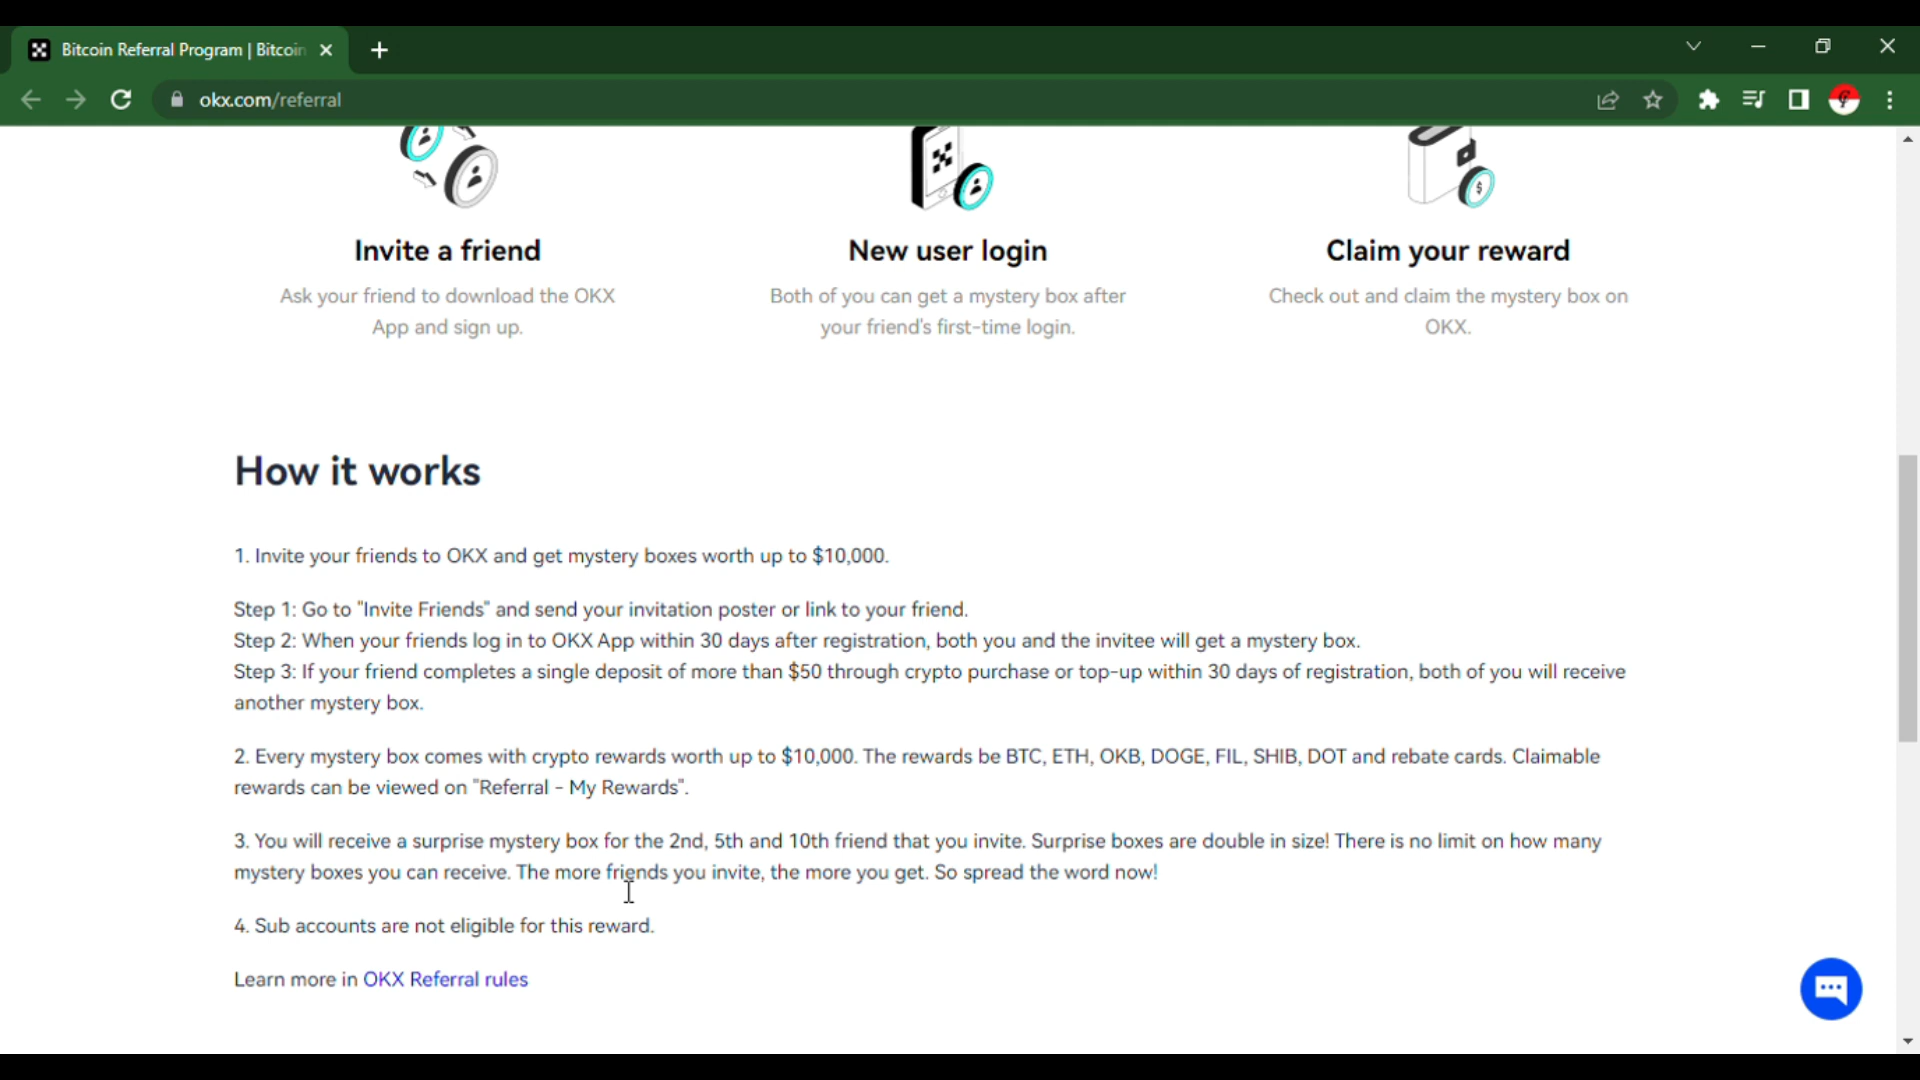 Bitcoin Referral Program | Bitcoin
okx.com/referral
Invite a friend
Ask your friend to download the OKX
App and sign up.
New user login
Both of you can get a mystery box after
your friend's first-time login.
Claim your reward
Check out and claim the mystery box on
OKX.
How it works
1. Invite your friends to OKX and get mystery boxes worth up to $10,000.
Step 1: Go to "Invite Friends" and send your invitation poster or link to your friend.
Step 2: When your friends log in to OKX App within 30 days after registration, both you and the invitee will get a mystery box.
Step 3: If your friend completes a single deposit of more than $50 through crypto purchase or top-up within 30 days of registration, both of you will receive
another mystery box.
2. Every mystery box comes with crypto rewards worth up to $10,000. The rewards be BTC, ETH, OKB, DOGE, FIL, SHIB, DOT and rebate cards. Claimable
rewards can be viewed on "Referral - My Rewards".
3. You will receive a surprise mystery box for the 2nd, 5th and 10th friend that you invite. Surprise boxes are double in size! There is no limit on how many
mystery boxes you can receive. The more friends you invite, the more you get. So spread the word now!
4. Sub accounts are not eligible for this reward.
Learn more in OKX Referral rules